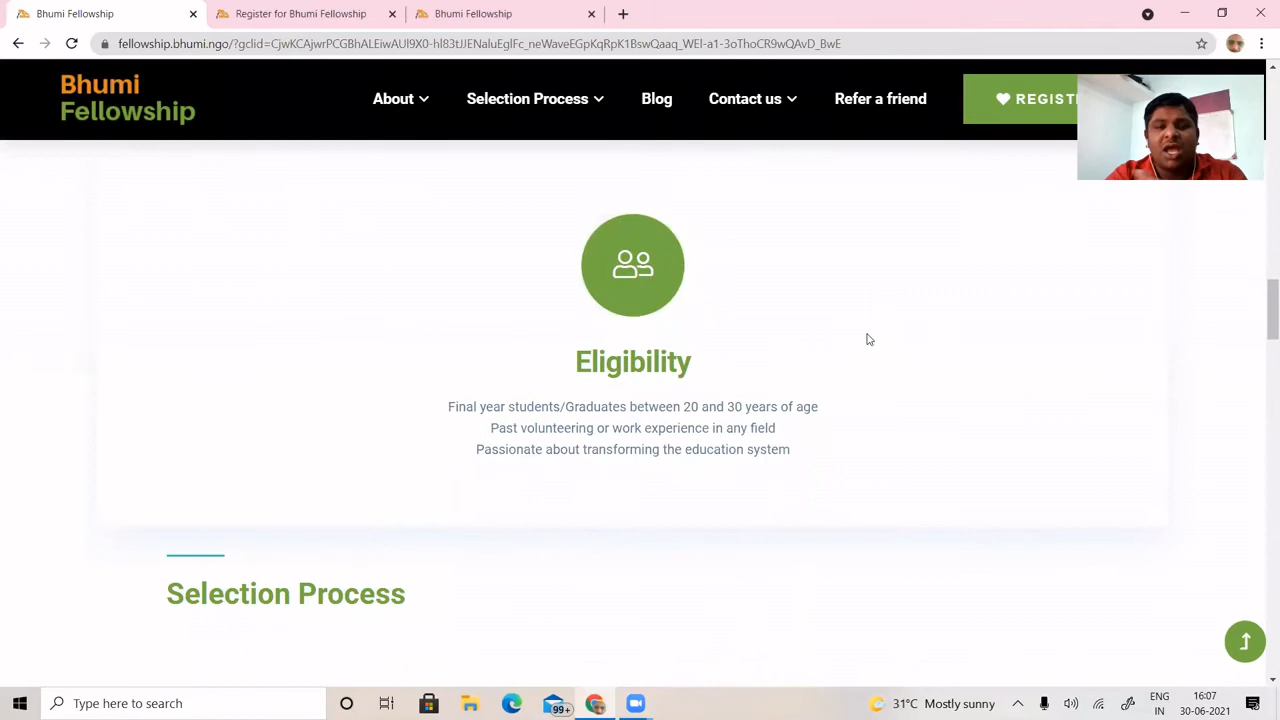 Bhumi Fellowship
Register for Bhumi Fellowship
Bhumi Fellowship
fellowship.bhumi.ngo/?gclid=CjwKCAjwrPCGBhALEiwAUl9X0-hl83tJJENaluEglFc_nwWaveEGpKqRpK1BswQaaq_WEl-a1-3oThoCR9wQAvD_BwE
Bhumi
Fellowship
About
Selection Process
Blog
Contact us
Refer a friend
REGISTE
Eligibility
Final year students/Graduates between 20 and 30 years of age
Past volunteering or work experience in any field
Passionate about transforming the education system
Selection Process
Type here to search
99+
31°C Mostly sunny
ENG
IN
16:07
30-06-2021